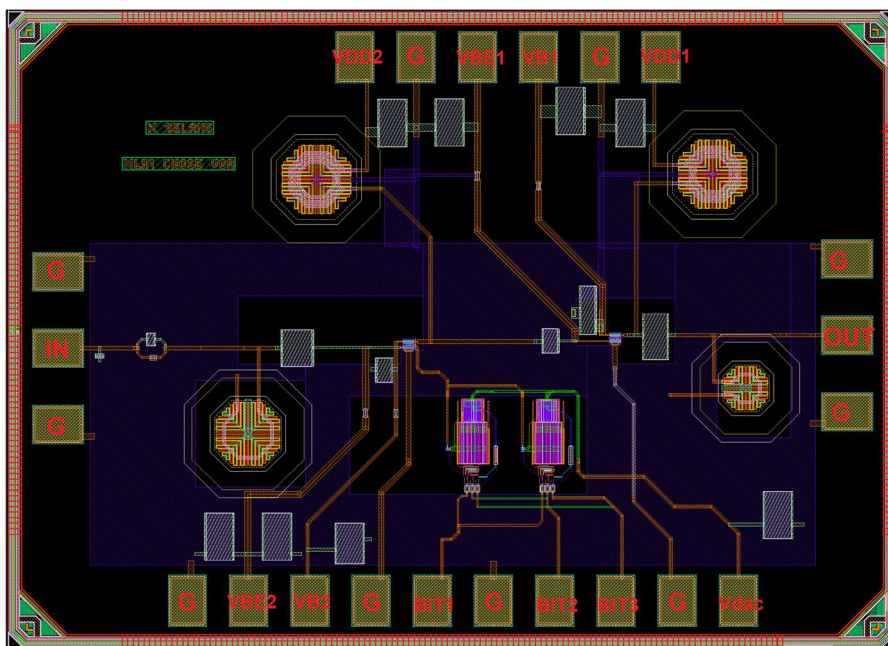 VDD2 G VBE1 VB1 G VDD1
G
G
IN
OUT
G
G
G VBE2 VB2 G BIT1 G BIT2 BIT3 G Vdac